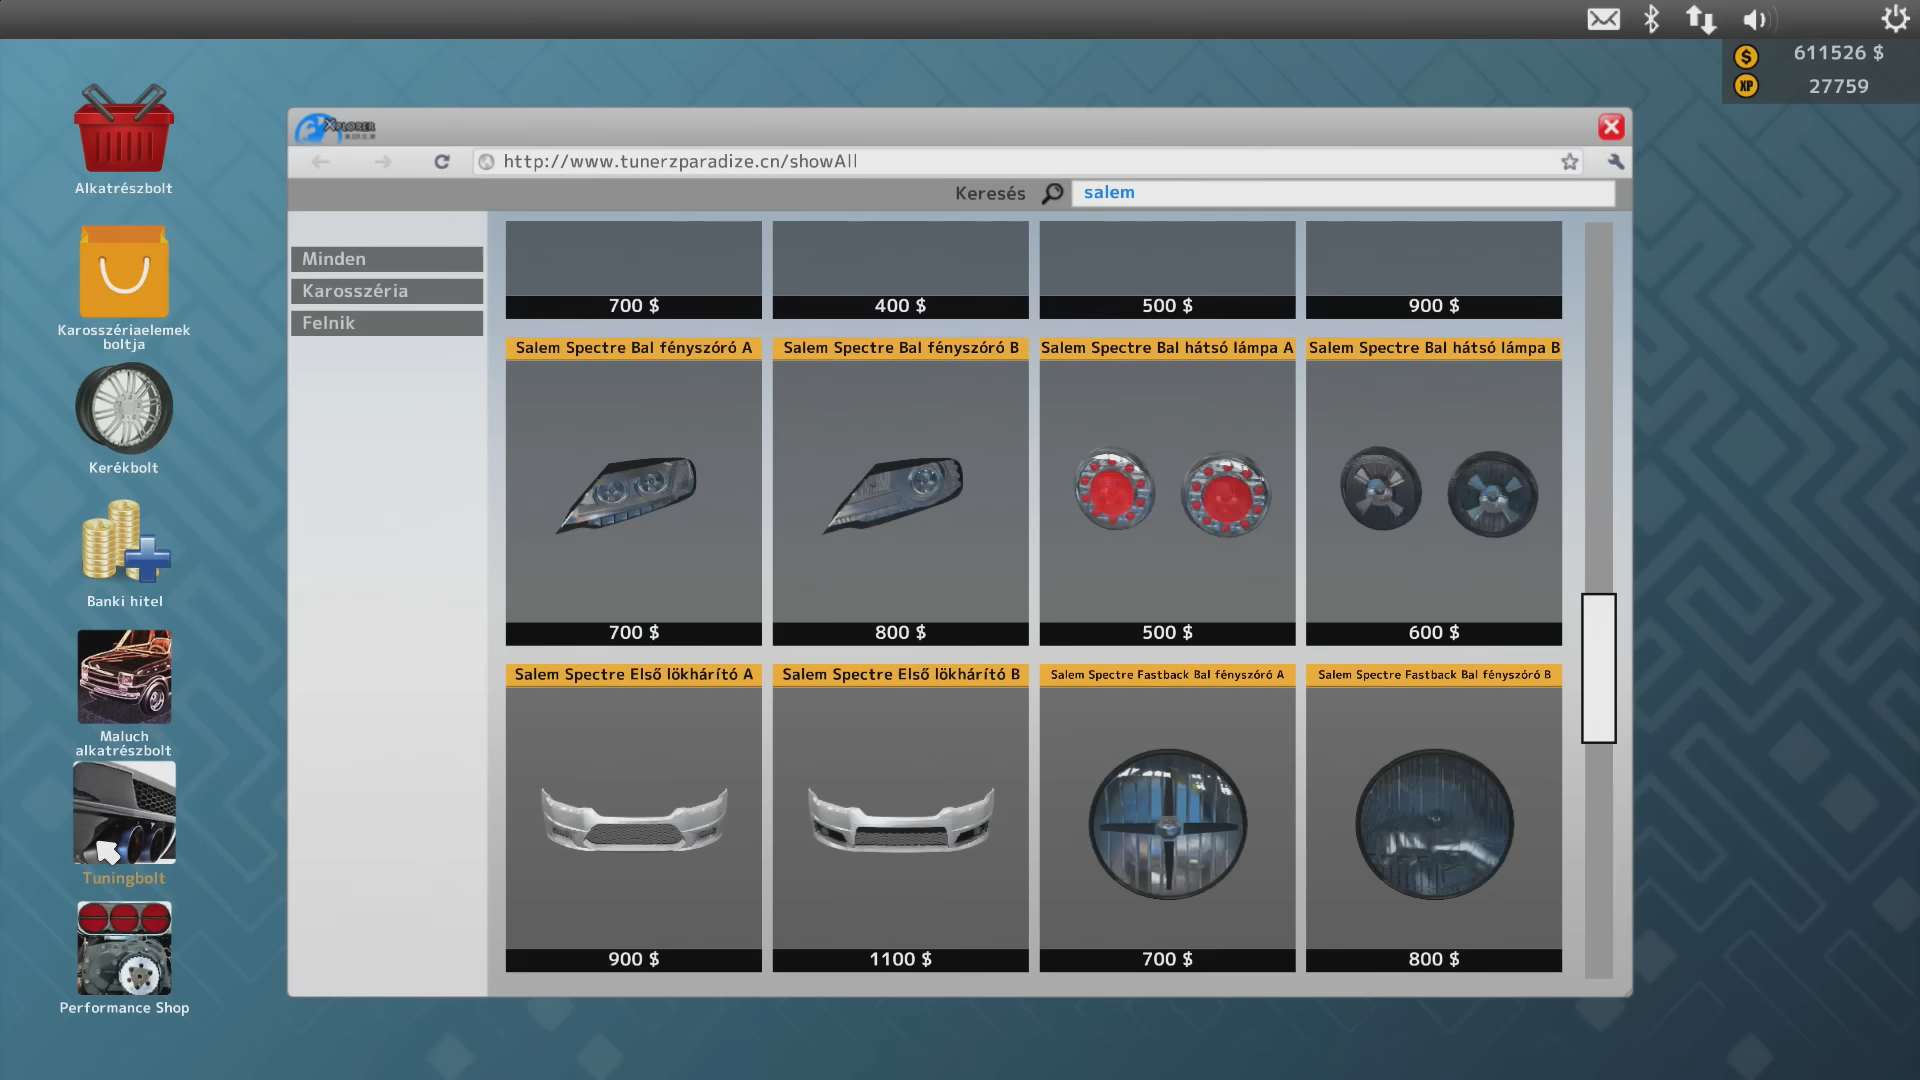 611526 $
XP 27759
Alkatrészbolt
Karosszériaelemek
boltja
Kerékbolt
Banki hitel
Maluch
alkatrészbolt
Tuningbolt
Performance Shop
XPLORER
http://www.tunerzparadize.cn/showAll
Keresés salem
Minden
Karosszéria
Felnik
700 $ 400 $ 500 $ 900 $
Salem Spectre Bal fényszóró A Salem Spectre Bal fényszóró B Salem Spectre Bal hátsó lámpa A Salem Spectre Bal hátsó lámpa B
700 $ 800 $ 500 $ 600 $
Salem Spectre Első lökhárító A Salem Spectre Első lökhárító B Salem Spectre Fastback Bal fényszóró A Salem Spectre Fastback Bal fényszóró B
900 $ 1100 $ 700 $ 800 $